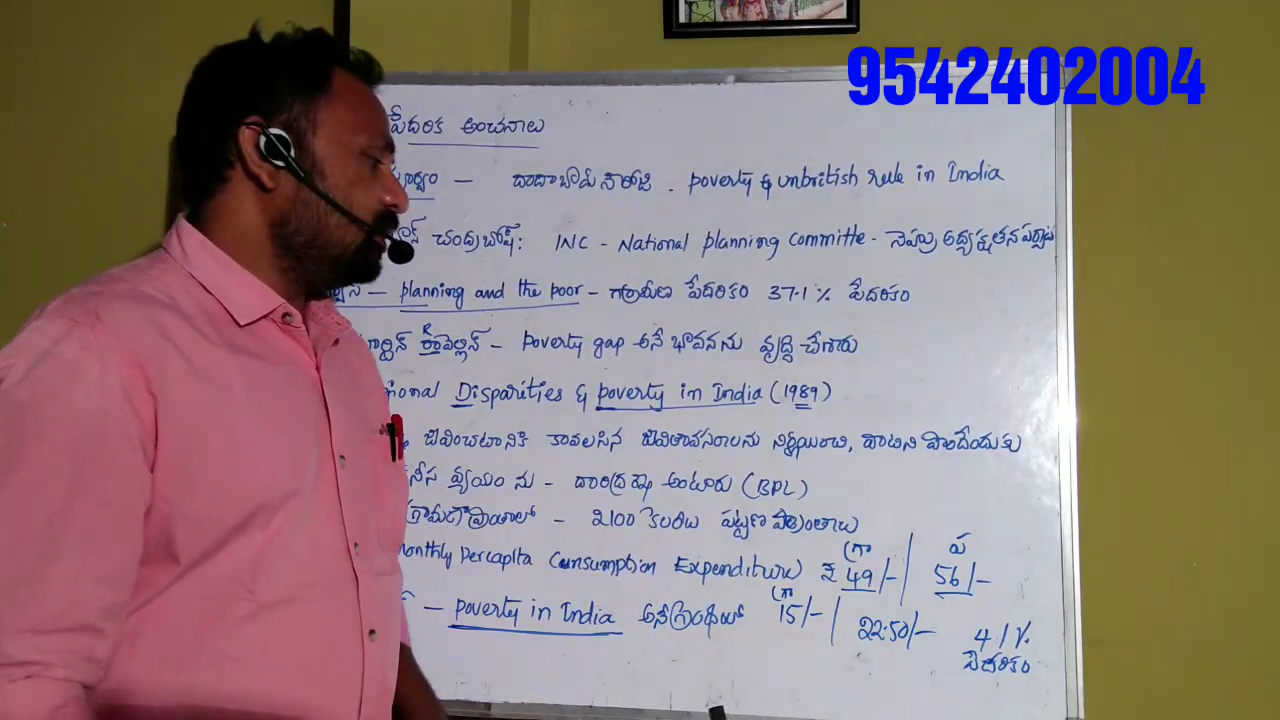 9542402004
పేదరిక అంచనాలు
పూర్వం – దాదాభాయ్ నౌరోజి . poverty & unbritish rule in India
చంద్రబోష్: INC - National planning committe - నెహ్రు అధ్యక్షతన
– planning and the poor – గ్రామీణ పేదరికం 37.1 % పేదరికం
మార్టిన్ రావెల్లిన్ – poverty gap అనే భావనను వృద్ధి చేశారు
Disparities & poverty in India (1989)
జీవించటానికి కావలసిన జీవితావసరాలను నిర్ణయించి, వాటిని పొందేందుకు
వ్యయం ను – దారిద్ర్య అంటారు (BPL)
– 2100 కేలరీలు పట్టణ ప్రాంతాలు
monthly percapita Consumption Expenditure ₹ 49/- | 56/-
గ్రా ప
– poverty in India అనే గ్రంథంలో 15/- | 22.50/- 41%
గ్రా
పేదరికం